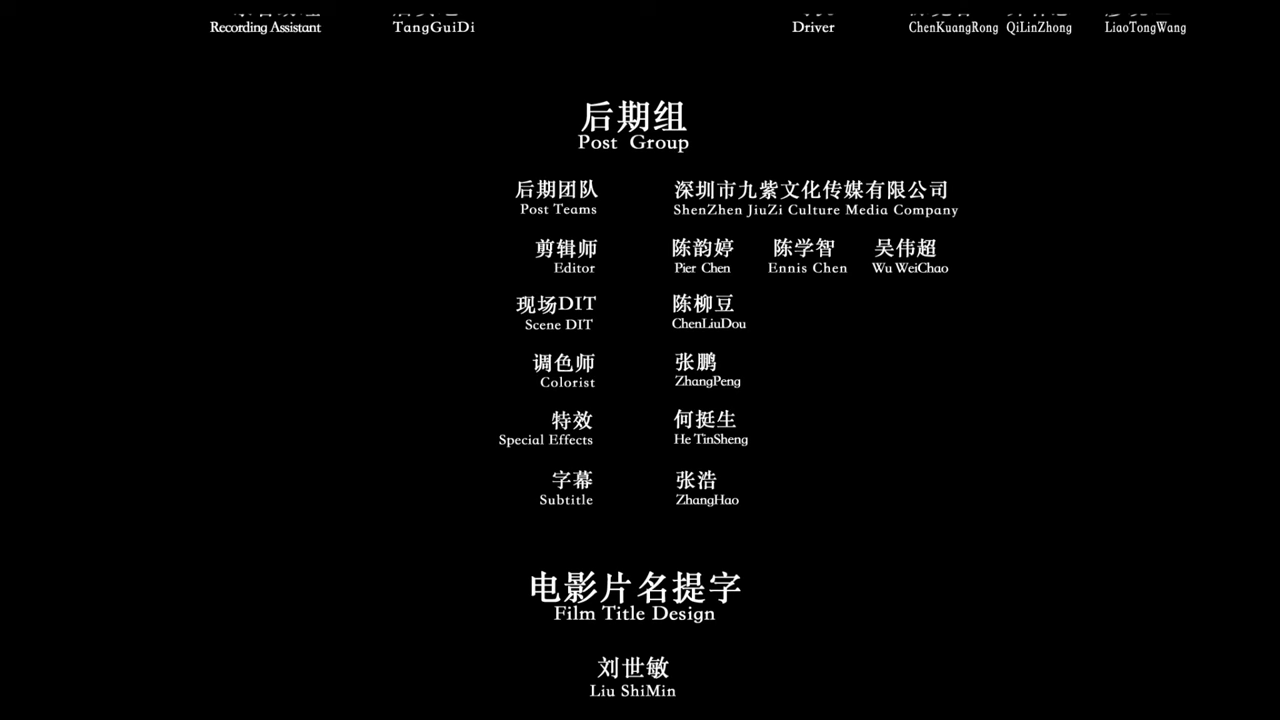 Recording Assistant TangGuiDi Driver ChenKuangRong QiLinZhong LiaoTongWang
后期组
Post Group
后期团队 深圳市九紫文化传媒有限公司
Post Teams ShenZhen JiuZi Culture Media Company
剪辑师 陈韵婷 陈学智 吴伟超
Editor Pier Chen Ennis Chen Wu WeiChao
现场DIT 陈柳豆
Scene DIT ChenLiuDou
调色师 张鹏
Colorist ZhangPeng
特效 何挺生
Special Effects He TinSheng
字幕 张浩
Subtitle ZhangHao
电影片名提字
Film Title Design
刘世敏
Liu ShiMin